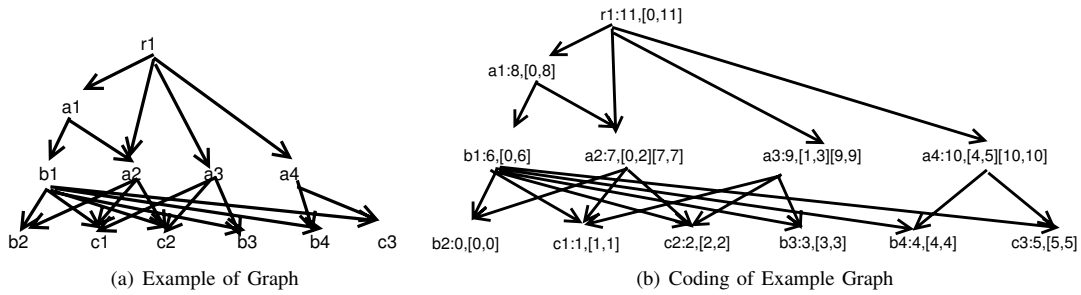 r1
a1
b1 a2 a3 a4
b2 c1 c2 b3 b4 c3
(a) Example of Graph
r1:11,[0,11]
a1:8,[0,8]
b1:6,[0,6] a2:7,[0,2][7,7] a3:9,[1,3][9,9] a4:10,[4,5][10,10]
b2:0,[0,0] c1:1,[1,1] c2:2,[2,2] b3:3,[3,3] b4:4,[4,4] c3:5,[5,5]
(b) Coding of Example Graph